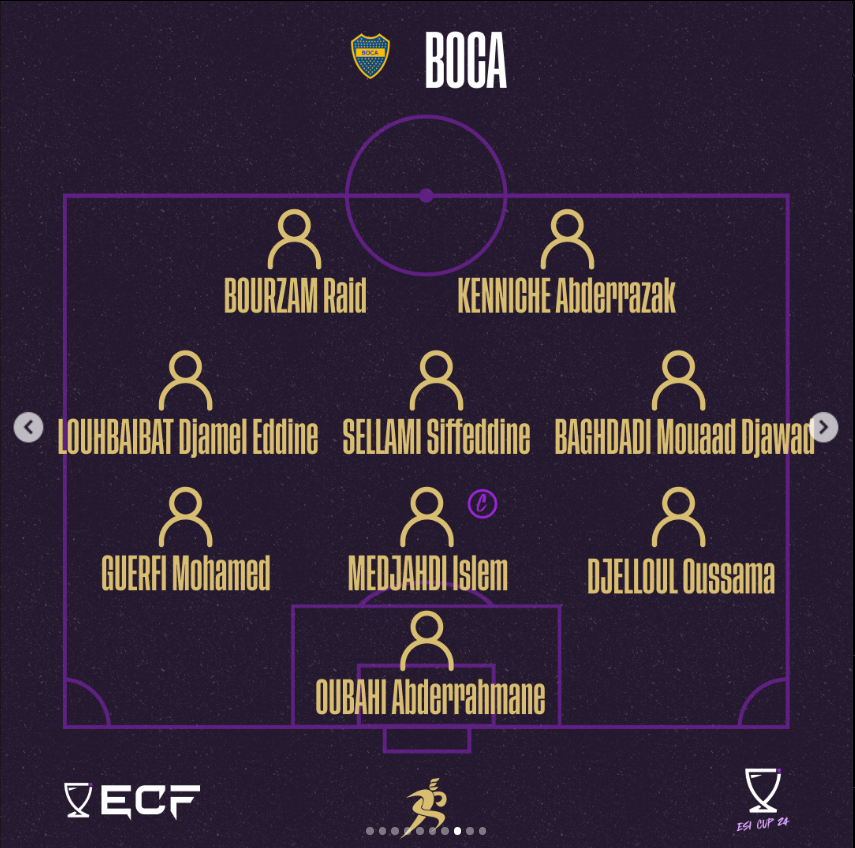 BOCA
BOCA
BOURZAM Raid
KENNICHE Abderrazak
LOUHBAIBAT Djamel Eddine
SELLAMI Siffeddine
BAGHDADI Mouaad Djawad
C
GUERFI Mohamed
MEDJAHDI Islem
DJELLOUL Oussama
OUBAHI Abderrahmane
ECF
ESI CUP 24